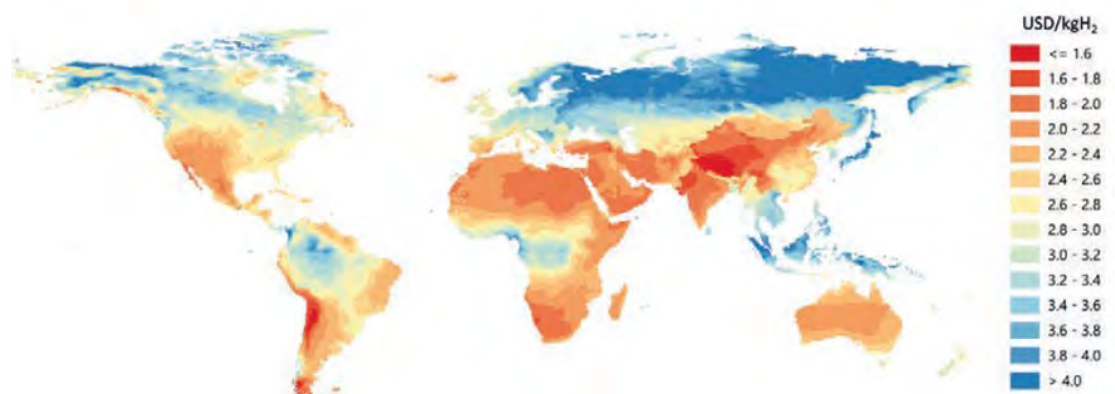 USD/kgH₂
<= 1.6
1.6 - 1.8
1.8 - 2.0
2.0 - 2.2
2.2 - 2.4
2.4 - 2.6
2.6 - 2.8
2.8 - 3.0
3.0 - 3.2
3.2 - 3.4
3.4 - 3.6
3.6 - 3.8
3.8 - 4.0
> 4.0